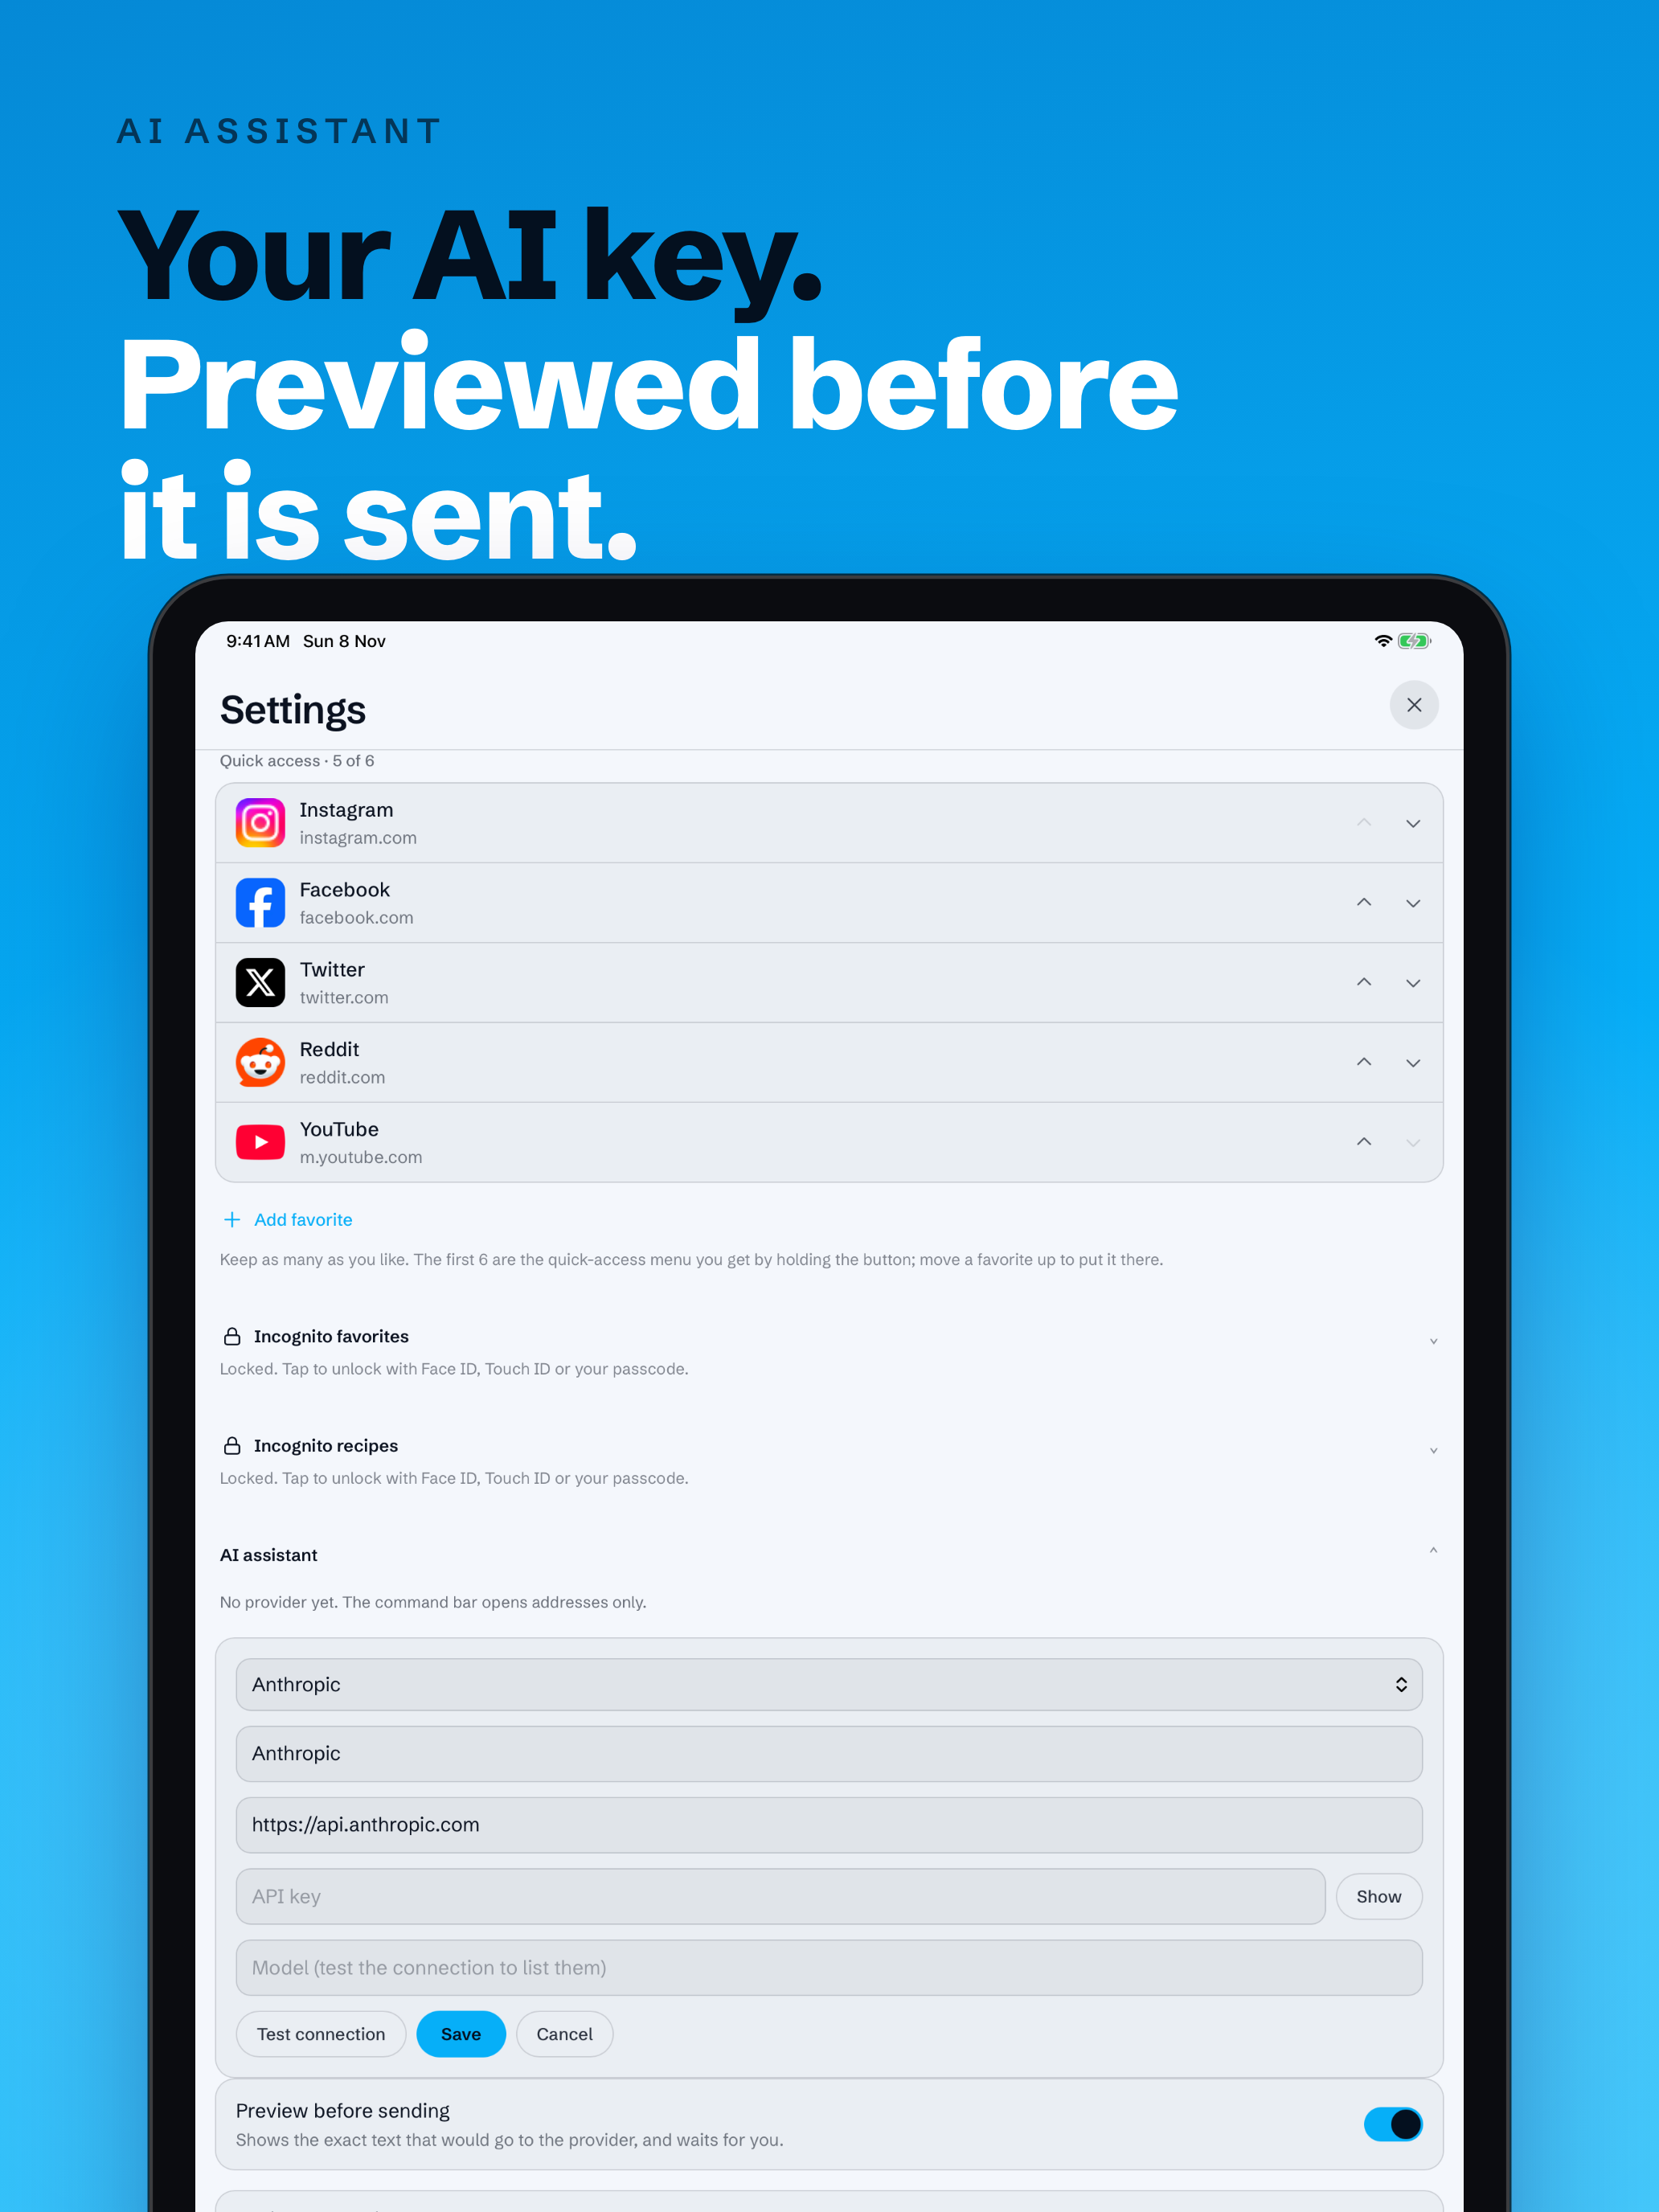 AI ASSISTANT
Your AI key.
Previewed before
it is sent.
9:41 AM Sun 8 Nov
Settings
Quick access · 5 of 6
Instagram
instagram.com
Facebook
facebook.com
Twitter
twitter.com
Reddit
reddit.com
YouTube
m.youtube.com
Add favorite
Keep as many as you like. The first 6 are the quick-access menu you get by holding the button; move a favorite up to put it there.
Incognito favorites
Locked. Tap to unlock with Face ID, Touch ID or your passcode.
Incognito recipes
Locked. Tap to unlock with Face ID, Touch ID or your passcode.
AI assistant
No provider yet. The command bar opens addresses only.
Anthropic
Anthropic
https://api.anthropic.com
API key Show
Model (test the connection to list them)
Test connection Save Cancel
Preview before sending
Shows the exact text that would go to the provider, and waits for you.